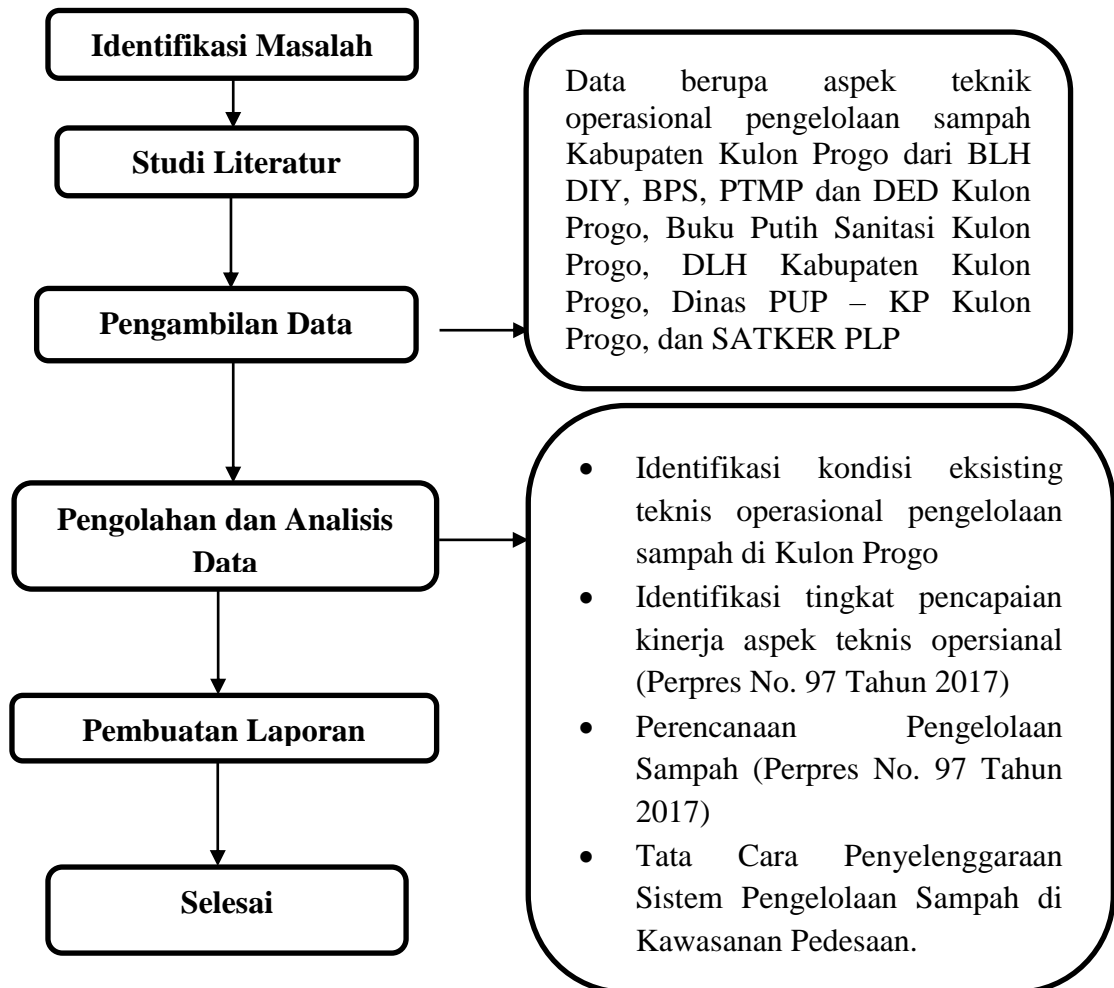 Identifikasi Masalah
Studi Literatur
Pengambilan Data
Data berupa aspek teknik
operasional pengelolaan sampah
Kabupaten Kulon Progo dari BLH
DIY, BPS, PTMP dan DED Kulon
Progo, Buku Putih Sanitasi Kulon
Progo, DLH Kabupaten Kulon
Progo, Dinas PUP – KP Kulon
Progo, dan SATKER PLP
Pengolahan dan Analisis
Data
• Identifikasi kondisi eksisting
teknis operasional pengelolaan
sampah di Kulon Progo
• Identifikasi tingkat pencapaian
kinerja aspek teknis opersianal
(Perpres No. 97 Tahun 2017)
• Perencanaan Pengelolaan
Sampah (Perpres No. 97 Tahun
2017)
• Tata Cara Penyelenggaraan
Sistem Pengelolaan Sampah di
Kawasanan Pedesaan.
Pembuatan Laporan
Selesai